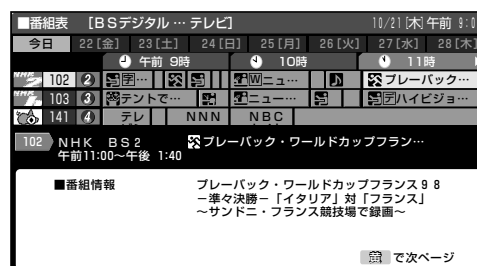 ■番組表 [BSデジタル … テレビ] 10/21[木]午前 9:0
今日 22[金] 23[土] 24[日] 25[月] 26[火] 27[水] 28[木
午前 9時 10時 11時
NHK 102 2 字… W ニュ… プレーバック…
NHK 103 3 テントで… ニュー… 字 ハイビジョ…
141 4 テレ NNN NBC
102 NHK BS2 プレーバック・ワールドカップフラン…
午前11:00～午後 1:40
■番組情報 プレーバック・ワールドカップフランス98
－準々決勝－「イタリア」対「フランス」
～サンドニ・フランス競技場で録画～
黄 で次ページ